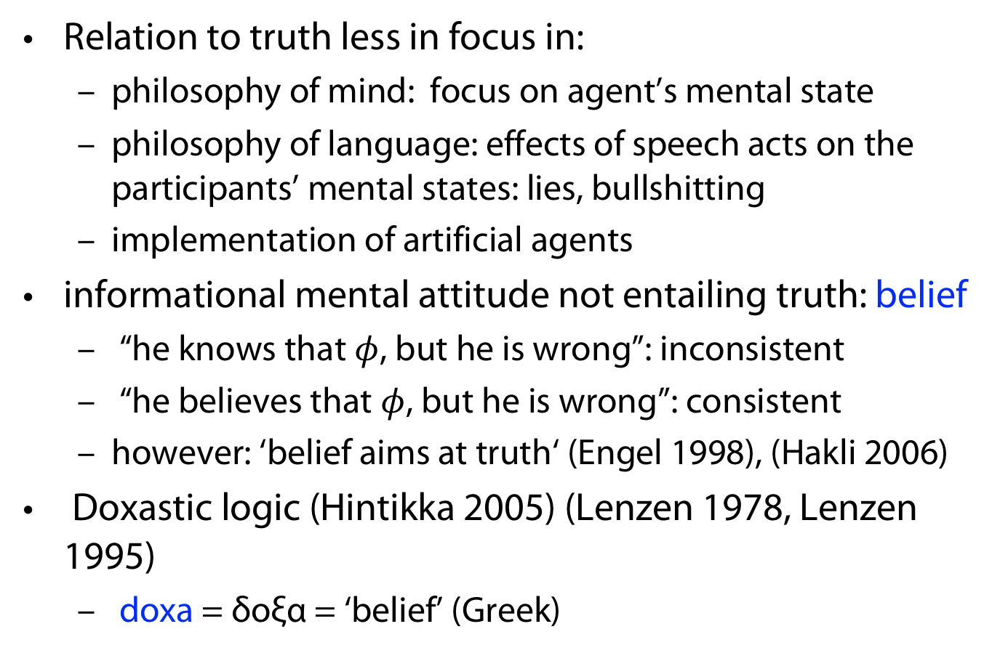 • Relation to truth less in focus in:
– philosophy of mind: focus on agent’s mental state
– philosophy of language: effects of speech acts on the
participants’ mental states: lies, bullshitting
– implementation of artificial agents
• informational mental attitude not entailing truth: belief
– “he knows that ϕ, but he is wrong”: inconsistent
– “he believes that ϕ, but he is wrong”: consistent
– however: ‘belief aims at truth‘ (Engel 1998), (Hakli 2006)
• Doxastic logic (Hintikka 2005) (Lenzen 1978, Lenzen
1995)
– doxa = δοξα = ‘belief’ (Greek)